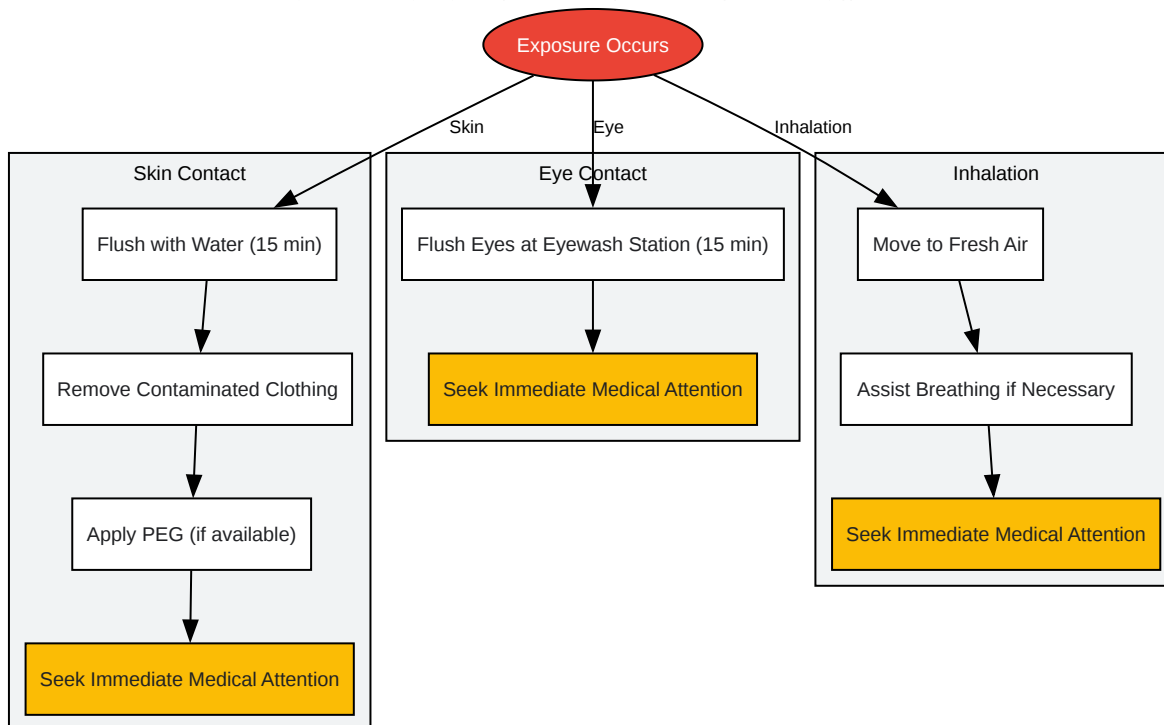 Exposure Occurs
Skin
Eye
Inhalation
Skin Contact
Flush with Water (15 min)
Remove Contaminated Clothing
Apply PEG (if available)
Seek Immediate Medical Attention
Eye Contact
Flush Eyes at Eyewash Station (15 min)
Seek Immediate Medical Attention
Inhalation
Move to Fresh Air
Assist Breathing if Necessary
Seek Immediate Medical Attention